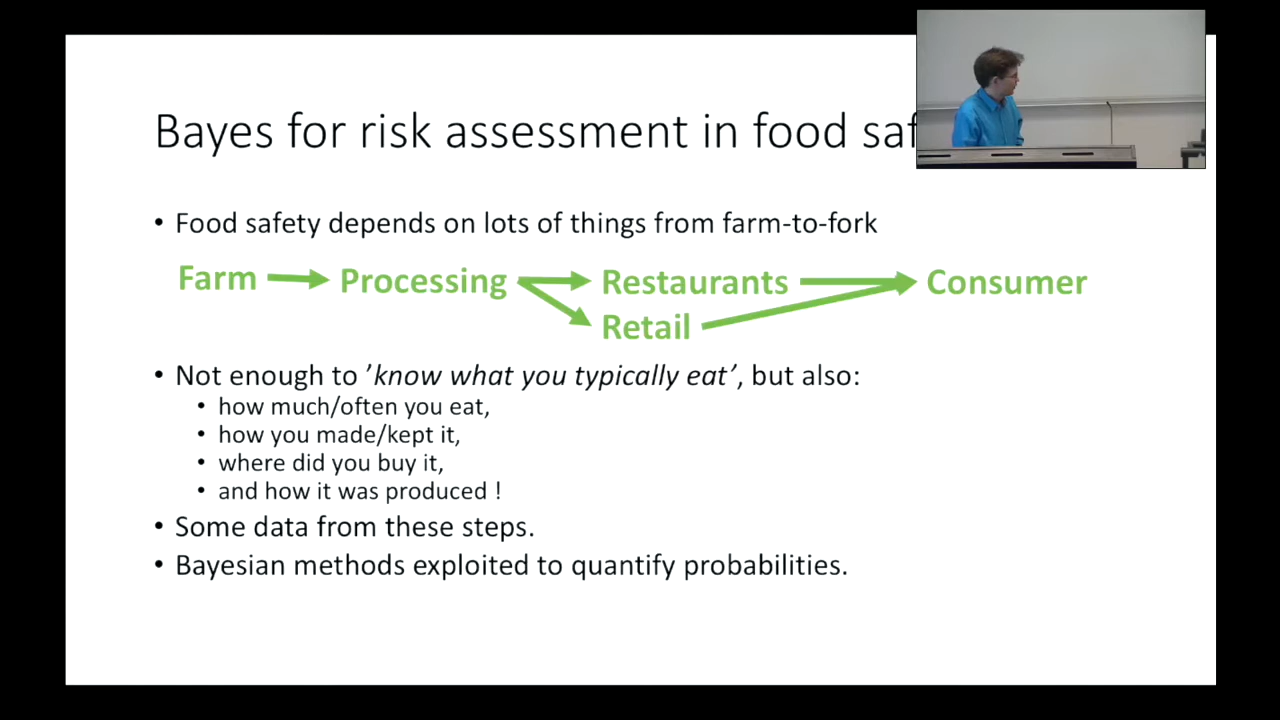 Bayes for risk assessment in food saf
• Food safety depends on lots of things from farm-to-fork
Farm Processing Restaurants Consumer
Retail
• Not enough to ’know what you typically eat’, but also:
• how much/often you eat,
• how you made/kept it,
• where did you buy it,
• and how it was produced !
• Some data from these steps.
• Bayesian methods exploited to quantify probabilities.